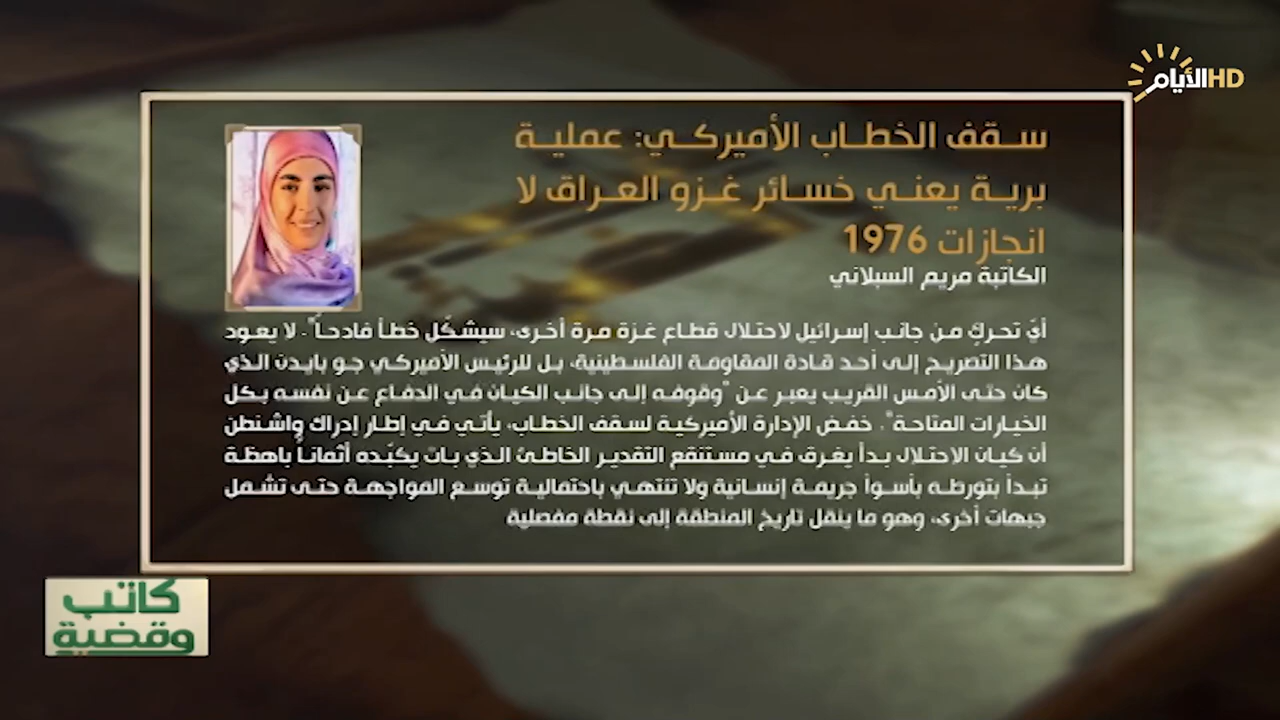 الأيام HD
سقف الخطاب الأميركي: عملية
برية يعني خسائر غزو العراق لا
انجازات 1976
الكاتبة مريم السبلاني
أيّ تحركٍ من جانب إسرائيل لاحتلال قطاع غزة مرة أخرى، سيشكّل خطأ فادحاً". لا يعود
هذا التصريح إلى أحد قادة المقاومة الفلسطينية، بل للرئيس الأميركي جو بايدن الذي
كان حتى الأمس القريب يعبر عن "وقوفه إلى جانب الكيان في الدفاع عن نفسه بكل
الخيارات المتاحة". خفض الإدارة الأميركية لسقف الخطاب، يأتي في إطار إدراك واشنطن
أن كيان الاحتلال بدأ يغرق في مستنقع التقدير الخاطئ الذي بات يكبّده أثماناً باهظة
تبدأ بتورطه بأسوأ جريمة إنسانية ولا تنتهي باحتمالية توسع المواجهة حتى تشمل
جبهات أخرى، وهو ما ينقل تاريخ المنطقة إلى نقطة مفصلية
كاتب
وقضية